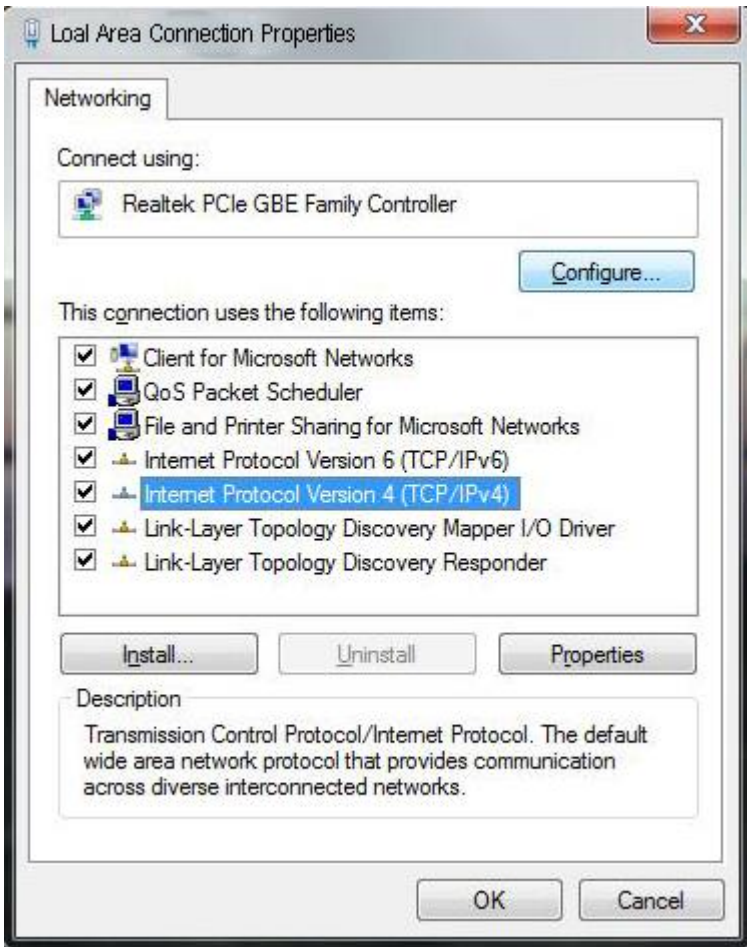 Loal Area Connection Properties
Networking
Connect using:
Realtek PCIe GBE Family Controller
Configure...
This connection uses the following items:
Client for Microsoft Networks
QoS Packet Scheduler
File and Printer Sharing for Microsoft Networks
Internet Protocol Version 6 (TCP/IPv6)
Internet Protocol Version 4 (TCP/IPv4)
Link-Layer Topology Discovery Mapper I/O Driver
Link-Layer Topology Discovery Responder
Install...
Uninstall
Properties
Description
Transmission Control Protocol/Internet Protocol. The default
wide area network protocol that provides communication
across diverse interconnected networks.
OK
Cancel